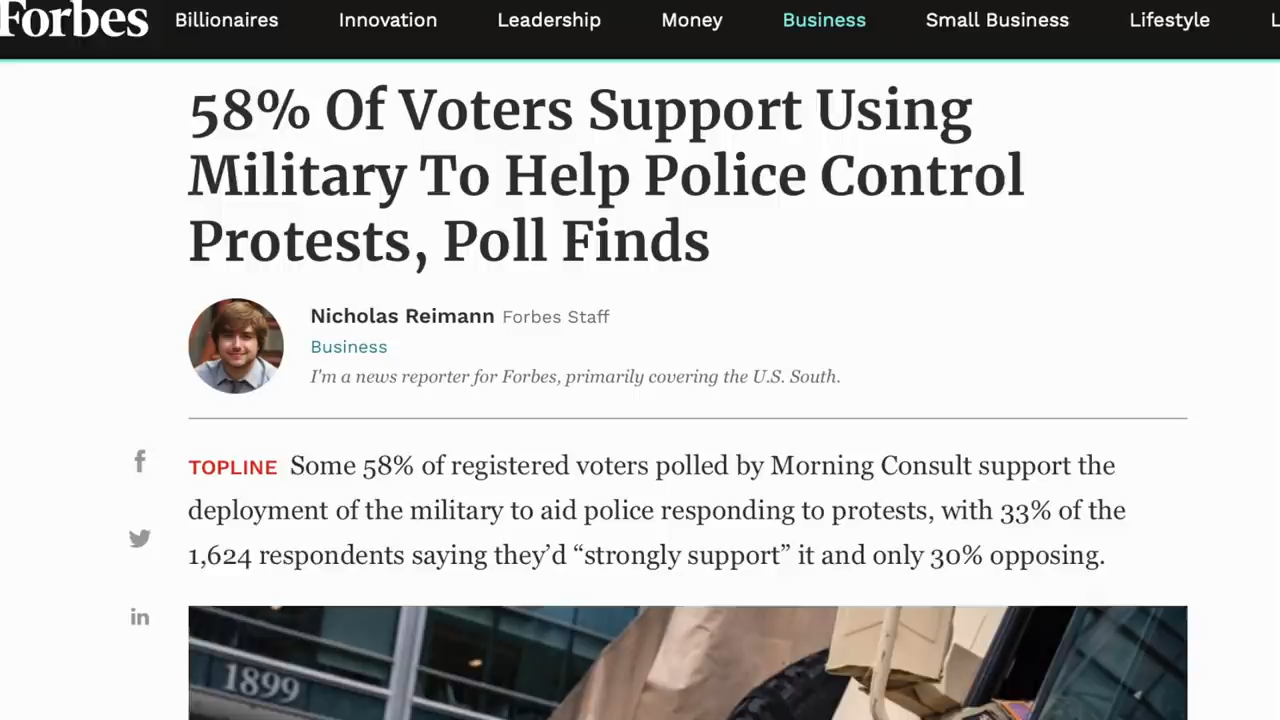 Forbes Billionaires Innovation Leadership Money Business Small Business Lifestyle L
58% Of Voters Support Using
Military To Help Police Control
Protests, Poll Finds
Nicholas Reimann Forbes Staff
Business
I'm a news reporter for Forbes, primarily covering the U.S. South.
TOPLINE Some 58% of registered voters polled by Morning Consult support the
deployment of the military to aid police responding to protests, with 33% of the
1,624 respondents saying they’d “strongly support” it and only 30% opposing.
f
in
1899